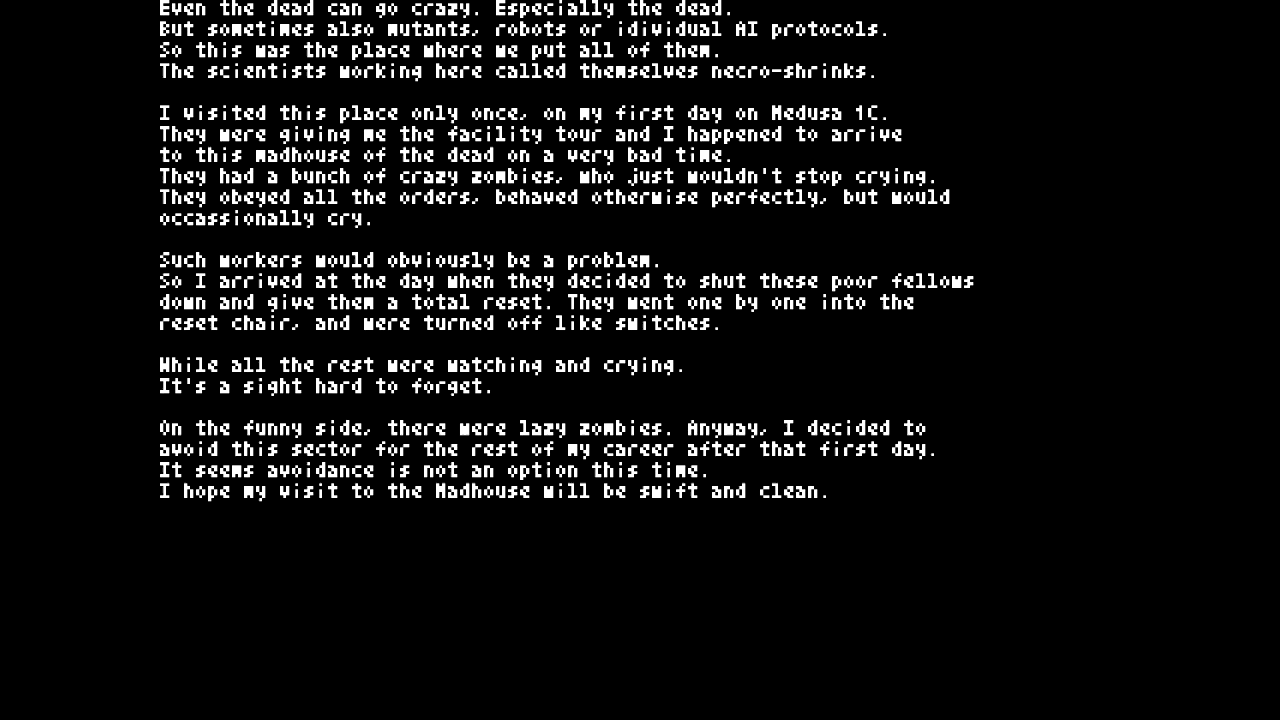 Even the dead can go crazy. Especially the dead.
But sometimes also mutants, robots or idividual AI protocols.
So this was the place where we put all of them.
The scientists working here called themselves necro-shrinks.
I visited this place only once, on my first day on Medusa 1C.
They were giving me the facility tour and I happened to arrive
to this madhouse of the dead on a very bad time.
They had a bunch of crazy zombies, who just wouldn't stop crying.
They obeyed all the orders, behaved otherwise perfectly, but would
occassionally cry.
Such workers would obviously be a problem.
So I arrived at the day when they decided to shut these poor fellows
down and give them a total reset. They went one by one into the
reset chair, and were turned off like switches.
While all the rest were watching and crying.
It's a sight hard to forget.
On the funny side, there were lazy zombies. Anyway, I decided to
avoid this sector for the rest of my career after that first day.
It seems avoidance is not an option this time.
I hope my visit to the Madhouse will be swift and clean.